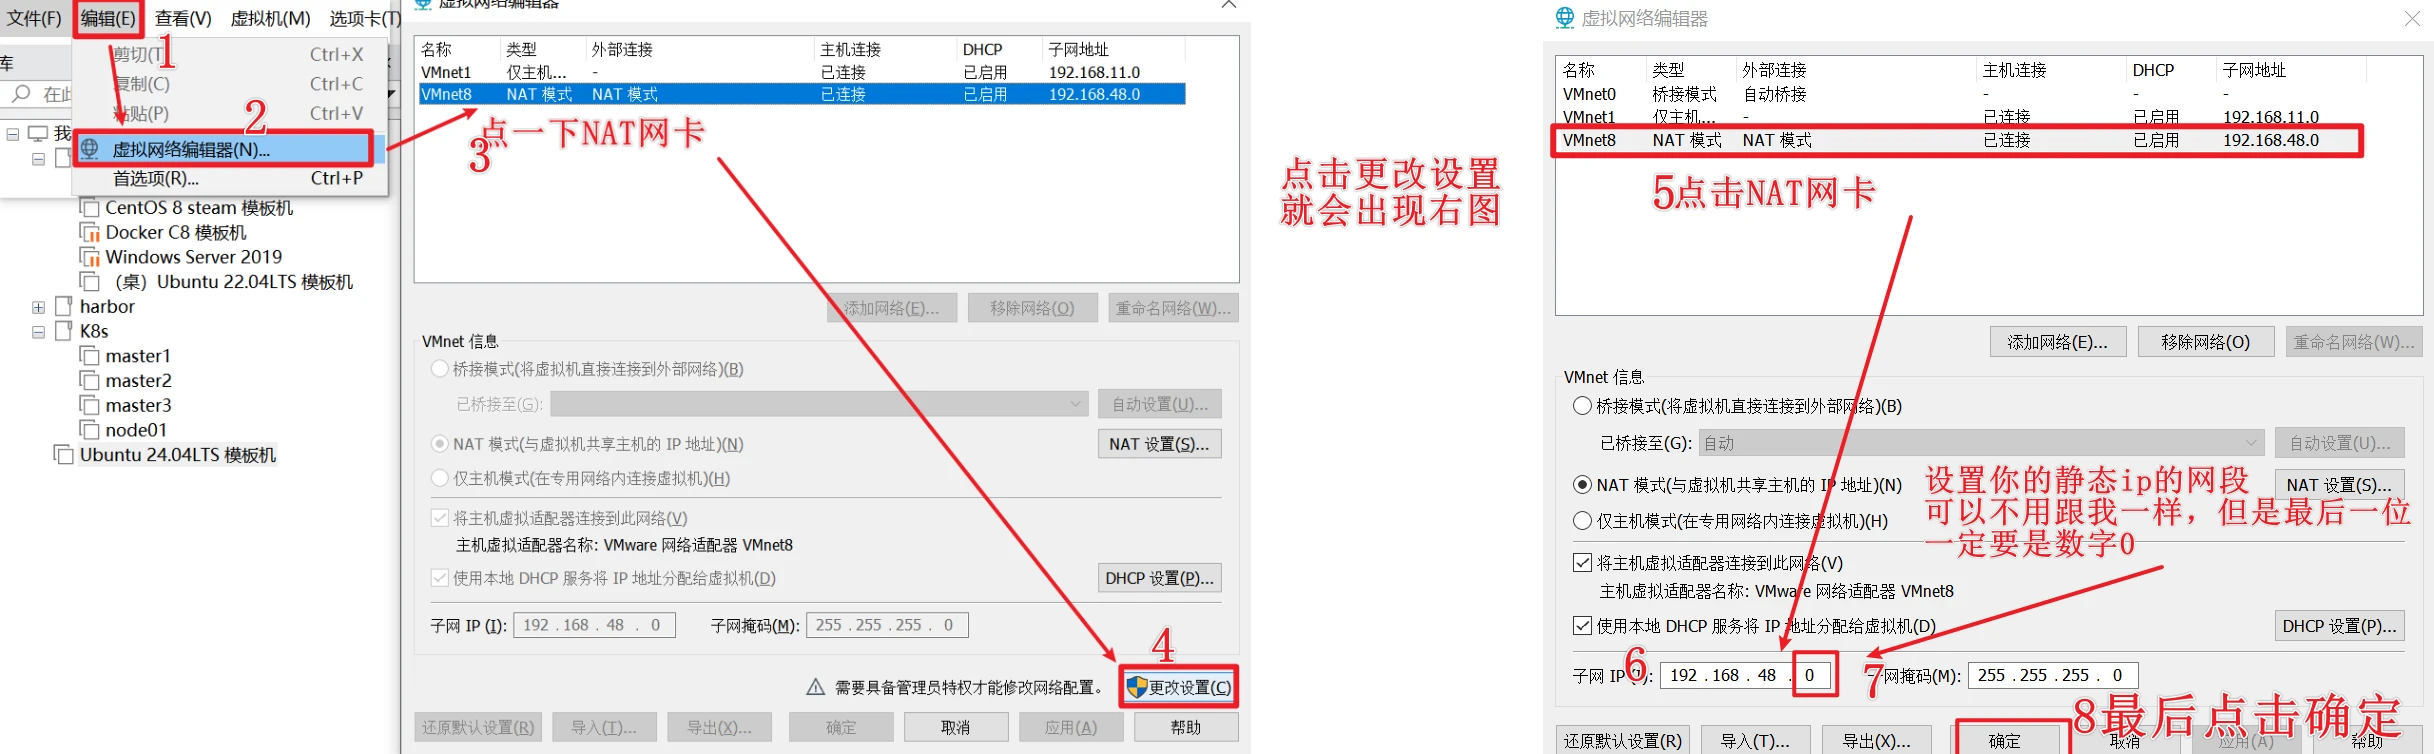 文件(F) 编辑(E) 查看(V) 虚拟机(M) 选项卡(T)
1
剪切(T) Ctrl+X
复制(C) Ctrl+C
粘贴(P) Ctrl+V
2
虚拟网络编辑器(N)...
首选项(R)... Ctrl+P
库
在此
我
CentOS 8 steam 模板机
Docker C8 模板机
Windows Server 2019
（桌）Ubuntu 22.04LTS 模板机
harbor
K8s
master1
master2
master3
node01
Ubuntu 24.04LTS 模板机
虚拟网络编辑器
名称 类型 外部连接 主机连接 DHCP 子网地址
VMnet1 仅主机... - 已连接 已启用 192.168.11.0
VMnet8 NAT 模式 NAT 模式 已连接 已启用 192.168.48.0
3
点一下NAT网卡
添加网络(E)... 移除网络(O) 重命名网络(W)...
VMnet 信息
桥接模式(将虚拟机直接连接到外部网络)(B)
已桥接至(G): 自动设置(U)...
NAT 模式(与虚拟机共享主机的 IP 地址)(N) NAT 设置(S)...
仅主机模式(在专用网络内连接虚拟机)(H)
将主机虚拟适配器连接到此网络(V)
主机虚拟适配器名称: VMware 网络适配器 VMnet8
使用本地 DHCP 服务将 IP 地址分配给虚拟机(D) DHCP 设置(P)...
子网 IP (I): 192 . 168 . 48 . 0 子网掩码(M): 255 . 255 . 255 . 0
4
需要具备管理员特权才能修改网络配置。 更改设置(C)
还原默认设置(R) 导入(T)... 导出(X)... 确定 取消 应用(A) 帮助
点击更改设置
就会出现右图
虚拟网络编辑器
名称 类型 外部连接 主机连接 DHCP 子网地址
VMnet0 桥接模式 自动桥接 - - -
VMnet1 仅主机... - 已连接 已启用 192.168.11.0
VMnet8 NAT 模式 NAT 模式 已连接 已启用 192.168.48.0
5点击NAT网卡
添加网络(E)... 移除网络(O) 重命名网络(W)...
VMnet 信息
桥接模式(将虚拟机直接连接到外部网络)(B)
已桥接至(G): 自动 自动设置(U)...
NAT 模式(与虚拟机共享主机的 IP 地址)(N) NAT 设置(S)...
仅主机模式(在专用网络内连接虚拟机)(H)
设置你的静态ip的网段
可以不用跟我一样，但是最后一位
一定要是数字0
将主机虚拟适配器连接到此网络(V)
主机虚拟适配器名称: VMware 网络适配器 VMnet8
使用本地 DHCP 服务将 IP 地址分配给虚拟机(D) DHCP 设置(P)...
6
7
子网 IP (I): 192 . 168 . 48 . 0 子网掩码(M): 255 . 255 . 255 . 0
8最后点击确定
还原默认设置(R) 导入(T)... 导出(X)... 确定 取消 应用(A) 帮助